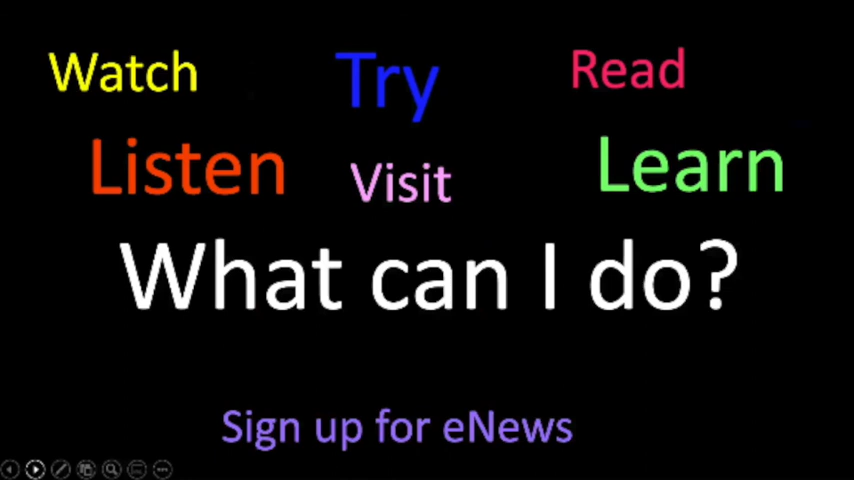 Watch Try Read
Listen Visit Learn
What can I do?
Sign up for eNews